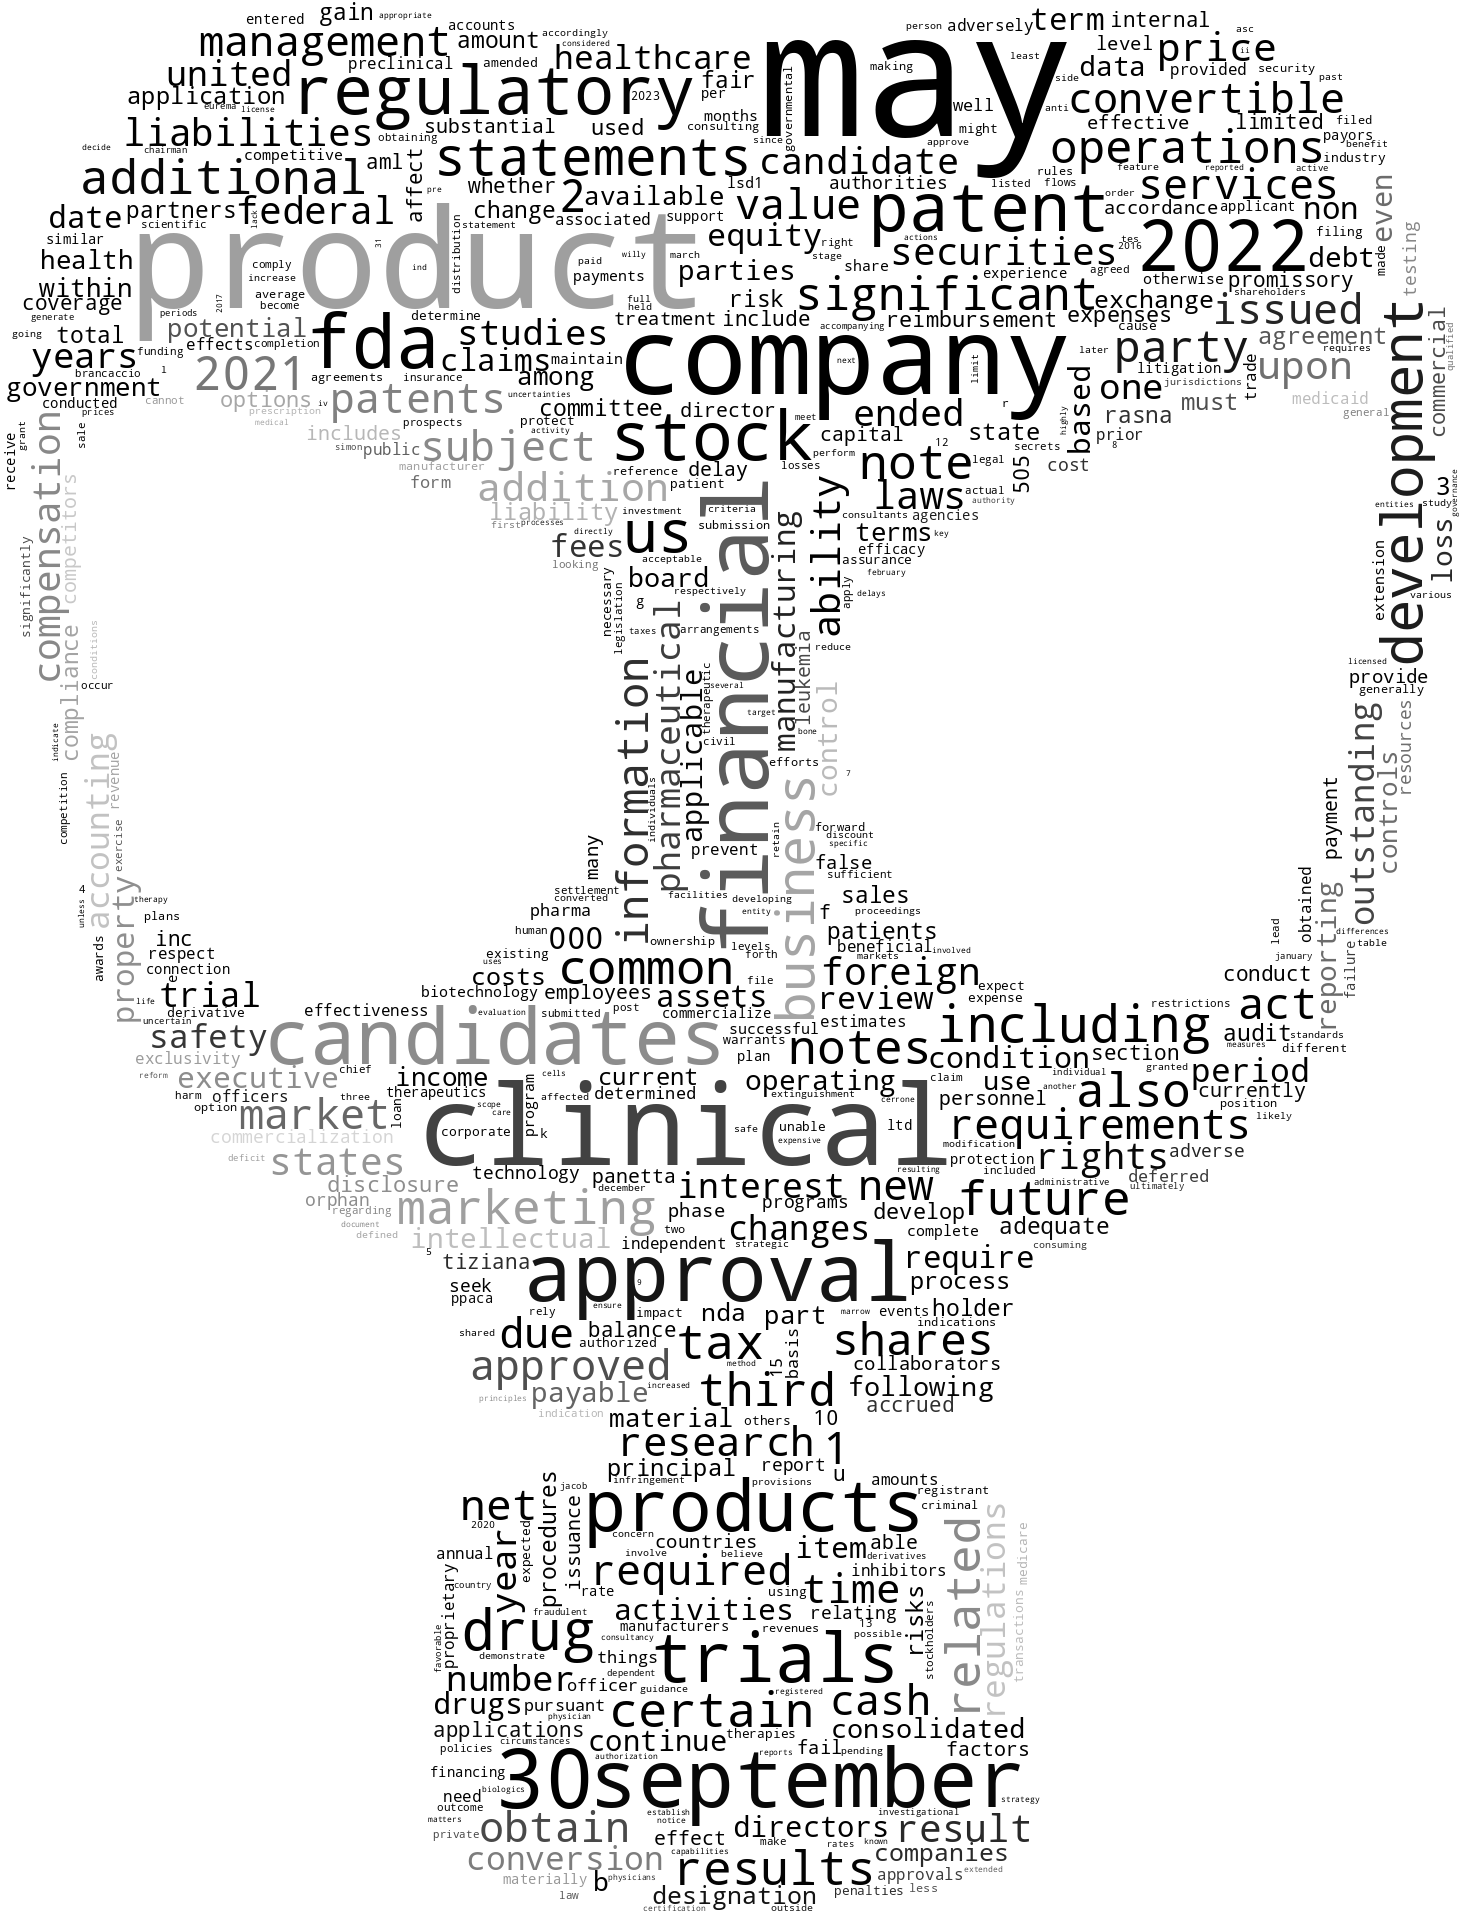 entered gain appropriate accounts person adversely term internal asc
management amount accordingly considered healthcare may making least level price ii
united preclinical amended fair data provided security past
application eurema license regulatory 2023 per well side anti convertible
liabilities obtaining substantial used months consulting since governmental might approve effective limited filed payors benefit
decide chairman competitive aml affect statements candidate operations industry
additional pre whether 2 available lsd1 authorities listed rules flows feature reported active services
date partners federal change associated support value patent order accordance applicant non even
similar scientific lack 31 product statement distribution equity right actions securities tes 2016 2022 filing made testing
health comply ind paid willy march parties stage share experience agreed otherwise promissory debt
within increase average become payments risk significant exchange shareholders
coverage 2017 periods full held treatment include reimbursement expenses issued commercial
generate total potential determine fda studies accompanying cause agreement qualified
going years funding effects completion claims maintain company later party requires upon
government brancaccio 1 2021 agreements insurance among uncertainties next limit litigation trade
conducted prices cannot options iv patents prospects committee director ended r based one jurisdictions must medicaid development
receive grant sale prescription medical includes protect activity stock meet capital state highly rasna general
compensation simon public subject perform 12 secrets prior 8
manufacturer reference delay losses note legal 505 cost
competitors form addition patient financial ability laws actual authority 3 study governance
liability investment criteria consultants agencies entities
significantly first processes directly us submission manufacturing terms key loss
fees acceptable efficacy
looking board respectively assurance february extension
compliance conditions necessary legislation g apply delays various
taxes arrangements leukemia reduce
occur information pharmaceutical applicable therapeutic several control licensed provide
indicate target bone generally
accounting revenue civil outstanding resources
competition individuals efforts 7 controls
exercise many prevent retain business forward discount specific payment
property 4 therapy settlement converted facilities developing false sufficient reporting obtained
unless plans pharma entity f sales proceedings differences
awards inc human 000 ownership levels patients lead table
respect existing forth beneficial involved january failure
connection e uses costs common file foreign markets conduct
trial life biotechnology employees assets review expect act
derivative effectiveness evaluation submitted post commercialize estimates expense including restrictions
uncertain safety candidates successful warrants notes audit standards
exclusivity plan condition section measures different
reform executive chief income cells current operating claim use individual granted period
harm officers three therapeutics program affected determined extinguishment cerrone personnel another also currently
option market loan scope care clinical requirements position likely
commercialization corporate k safe unable expensive ltd modification
deficit states technology resulting protection included rights adverse
disclosure panetta december interest new administrative deferred ultimately
orphan regarding marketing phase programs develop future
document defined intellectual two changes complete adequate
5 independent strategic consuming
tiziana approval require
seek 9 process
ppaca rely ensure impact nda part marrow events holder
shared due balance authorized tax basis shares indications
approved method 15 collaborators
principles payable increased third following
indication material others 10 accrued
research 1
principal report u
jacob infringement provisions amounts registrant
net products criminal
2020 procedures issuance concern countries item able derivatives related regulations
annual year expected involve believe inhibitors medicare
country required rate using time
proprietary fraudulent activities relating risks
favorable drug manufacturers revenues 13 possible stockholders transactions
demonstrate consultancy things trials
number officer dependent guidance registered
drugs pursuant certain cash
physician consolidated
applications circumstances continue therapies
policies authorization reports fail pending factors
financing biologics 30 september
need strategy
outcome establish notice investigational
matters obtain directors result
private effect make rates known
conversion capabilities companies
materially b physicians results approvals extended
law designation penalties less
certification outside